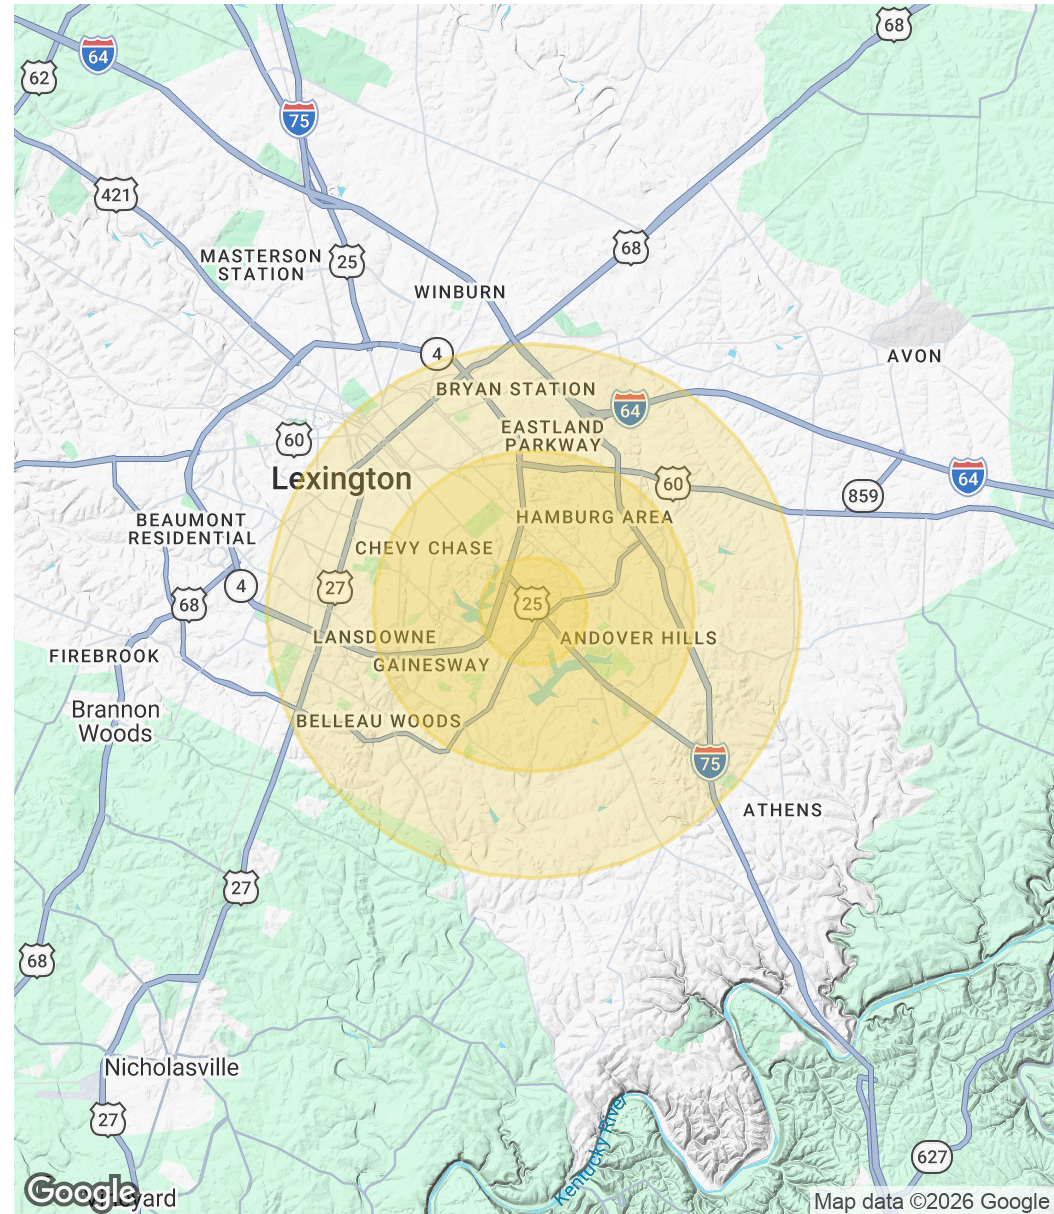 68
64
62
75
421
68
MASTERSON
STATION
25
WINBURN
4
AVON
BRYAN STATION
64
EASTLAND
PARKWAY
60
Lexington
60
64
859
BEAUMONT
RESIDENTIAL
HAMBURG AREA
CHEVY CHASE
4
27
68
25
LANSDOWNE
ANDOVER HILLS
FIREBROOK
GAINESWAY
Brannon
Woods
BELLEAU WOODS
75
ATHENS
27
68
Nicholasville
27
Kentucky River
627
Google
Map data ©2026 Google